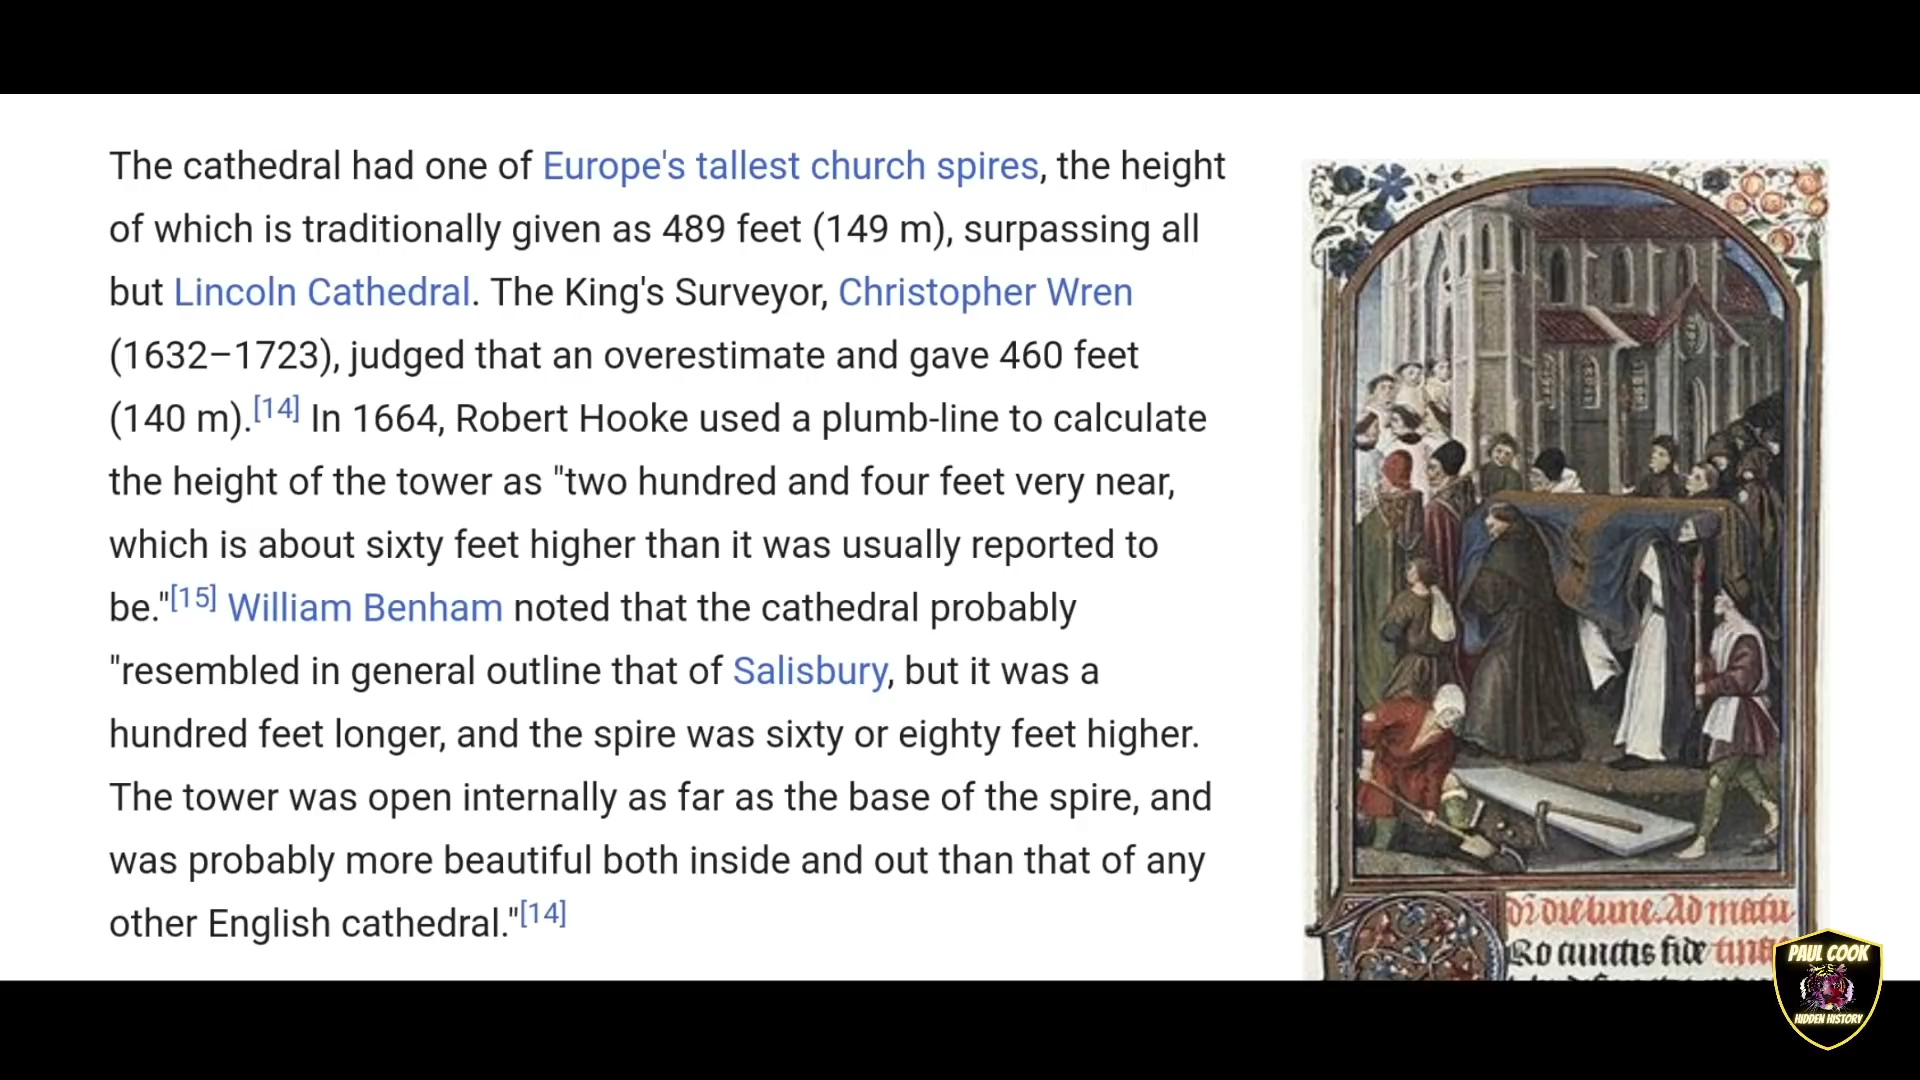 The cathedral had one of Europe's tallest church spires, the height
of which is traditionally given as 489 feet (149 m), surpassing all
but Lincoln Cathedral. The King's Surveyor, Christopher Wren
(1632–1723), judged that an overestimate and gave 460 feet
(140 m).[14] In 1664, Robert Hooke used a plumb-line to calculate
the height of the tower as "two hundred and four feet very near,
which is about sixty feet higher than it was usually reported to
be."[15] William Benham noted that the cathedral probably
"resembled in general outline that of Salisbury, but it was a
hundred feet longer, and the spire was sixty or eighty feet higher.
The tower was open internally as far as the base of the spire, and
was probably more beautiful both inside and out than that of any
other English cathedral."[14]
PAUL COOK
HIDDEN HISTORY